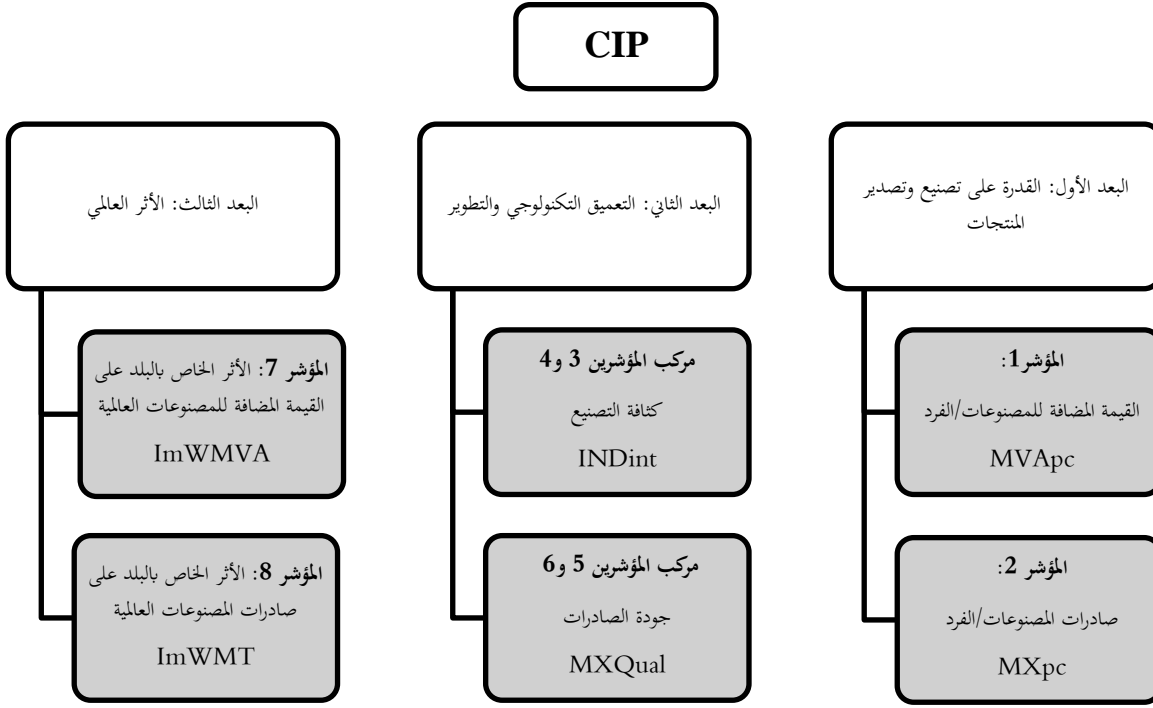 CIP
البعد الأول: القدرة على تصنيع وتصدير
المنتجات
المؤشر1:
القيمة المضافة للمصنوعات/الفرد
MVApc
المؤشر 2:
صادرات المصنوعات/الفرد
MXpc
البعد الثاني: التعميق التكنولوجي والتطوير
مركب المؤشرين 3 و4
كثافة التصنيع
INDint
مركب المؤشرين 5 و6
جودة الصادرات
MXQual
البعد الثالث: الأثر العالمي
المؤشر 7: الأثر الخاص بالبلد على
القيمة المضافة للمصنوعات العالمية
ImWMVA
المؤشر 8: الأثر الخاص بالبلد على
صادرات المصنوعات العالمية
ImWMT